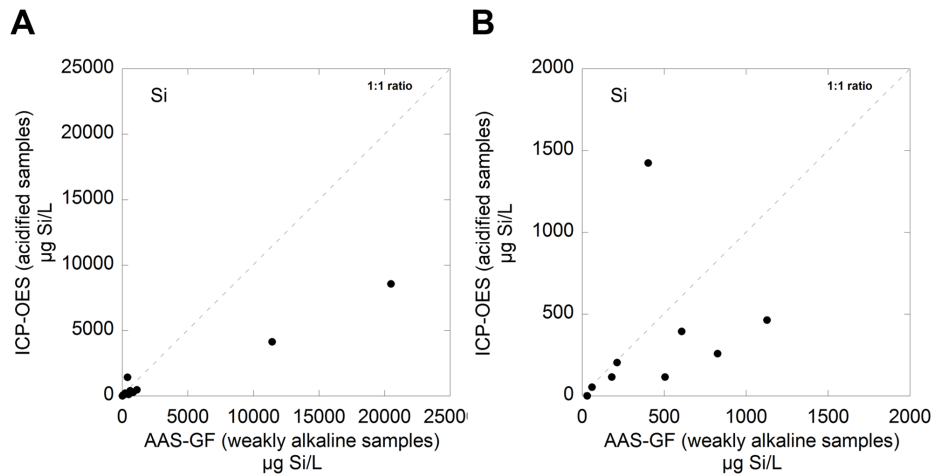 A
ICP-OES (acidified samples)
µg Si/L
25000
20000
15000
10000
5000
0
Si
1:1 ratio
0
5000
10000
15000
20000
25000
AAS-GF (weakly alkaline samples)
µg Si/L
B
ICP-OES (acidified samples)
µg Si/L
2000
1500
1000
500
0
Si
1:1 ratio
0
500
1000
1500
2000
AAS-GF (weakly alkaline samples)
µg Si/L